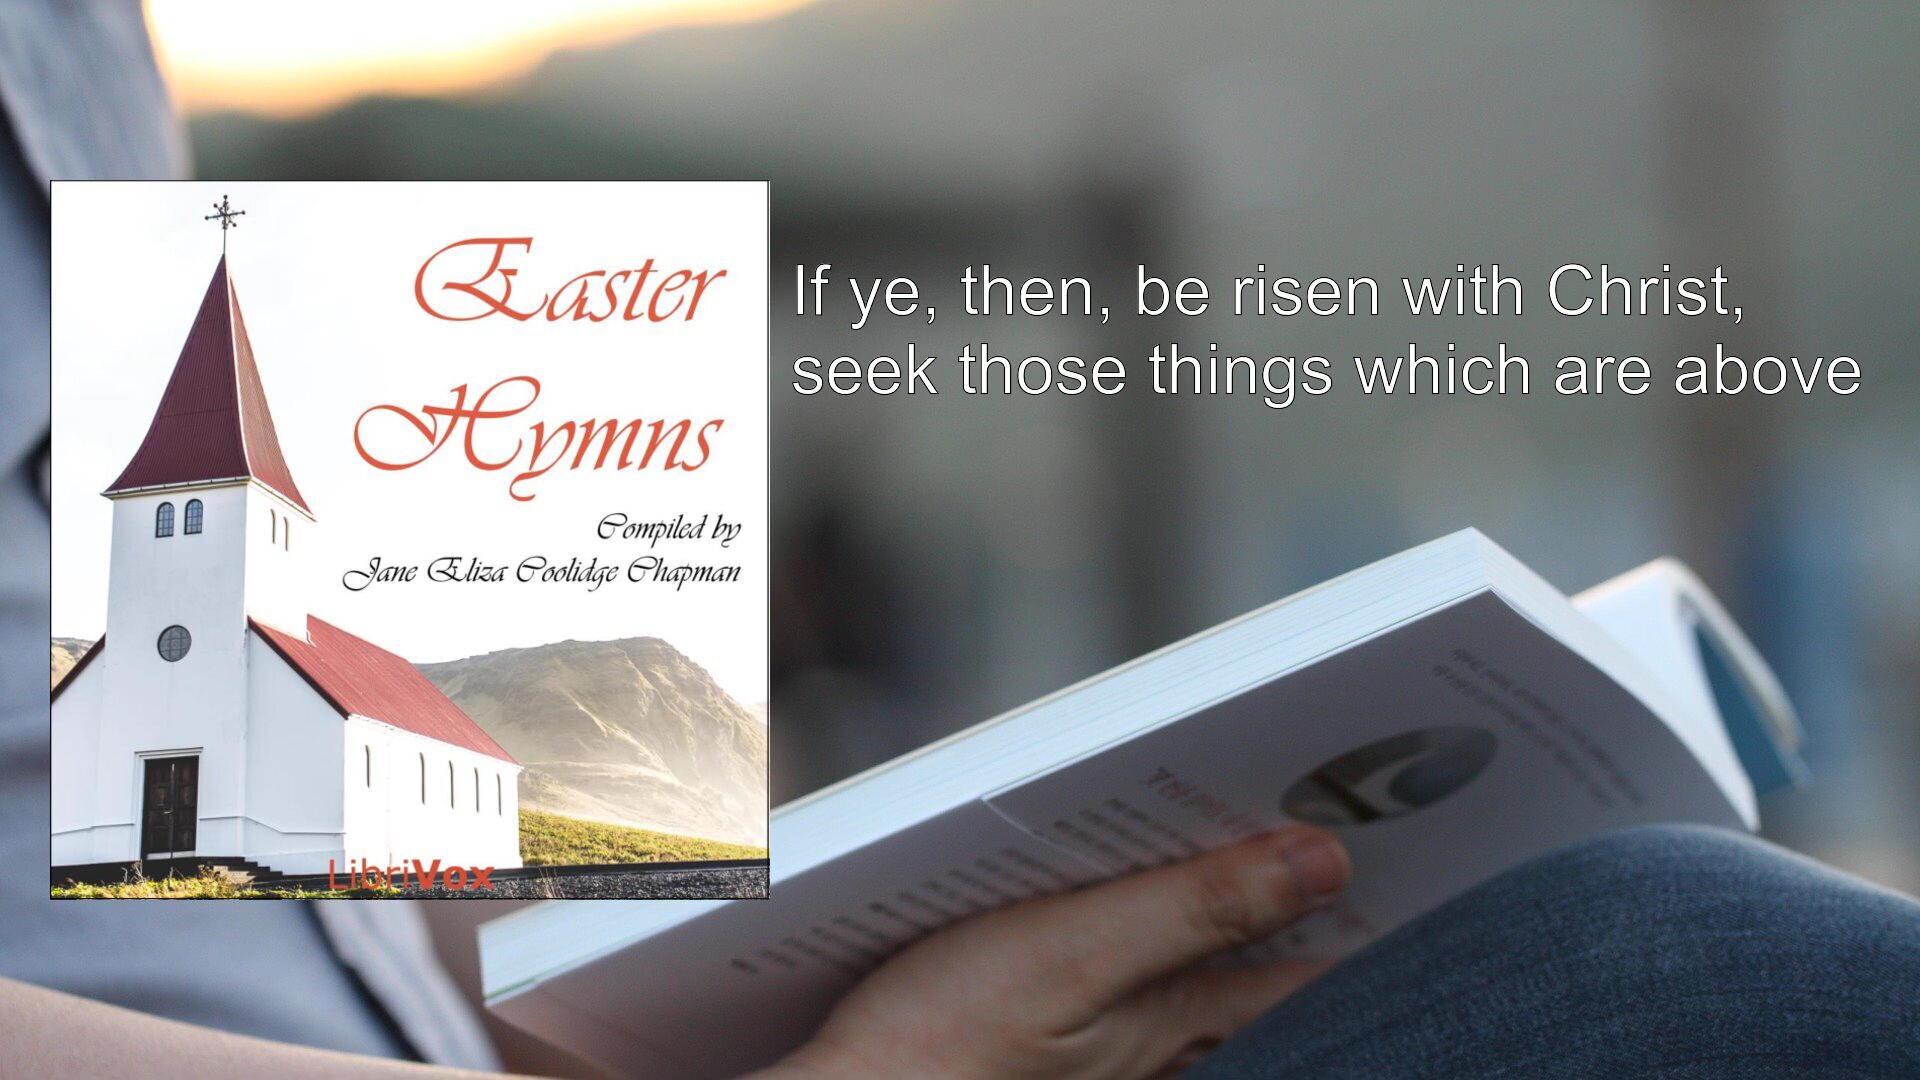 Easter
Hymns
Compiled by
Jane Eliza Coolidge Chapman
LibriVox
If ye, then, be risen with Christ,
seek those things which are above